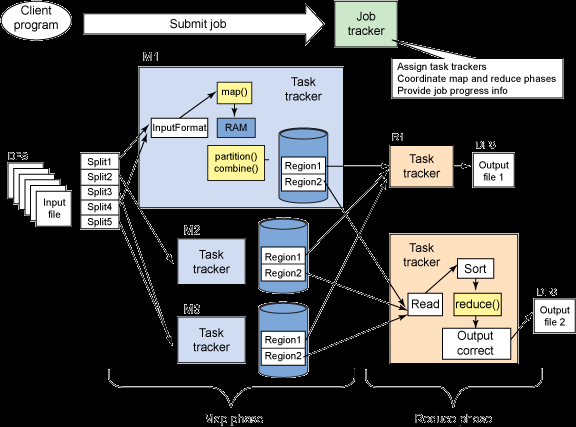 Client
program
Submit job
Job
tracker
Assign task trackers
Coordinate map and reduce phases
Provide job progress info
M1
Task
tracker
map()
InputFormat
RAM
partition()
combine()
Region1
Region2
DFS
Input
file
Split1
Split2
Split3
Split4
Split5
M2
Task
tracker
Region1
Region2
M3
Task
tracker
Region1
Region2
R1
Task
tracker
DFS
Output
file 1
Task
tracker
Sort
Read
reduce()
Output
correct
DFS
Output
file 2
Map phase
Reduce phase